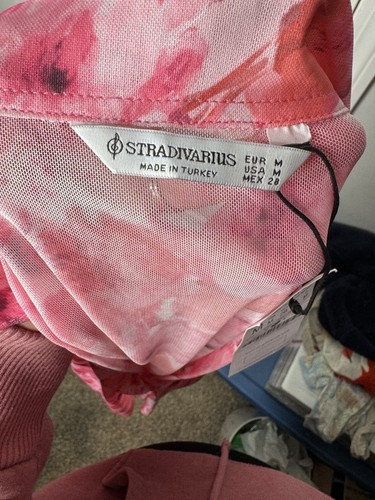 STRADIVARIUS
MADE IN TURKEY
EUR M
USA M
MEX 28